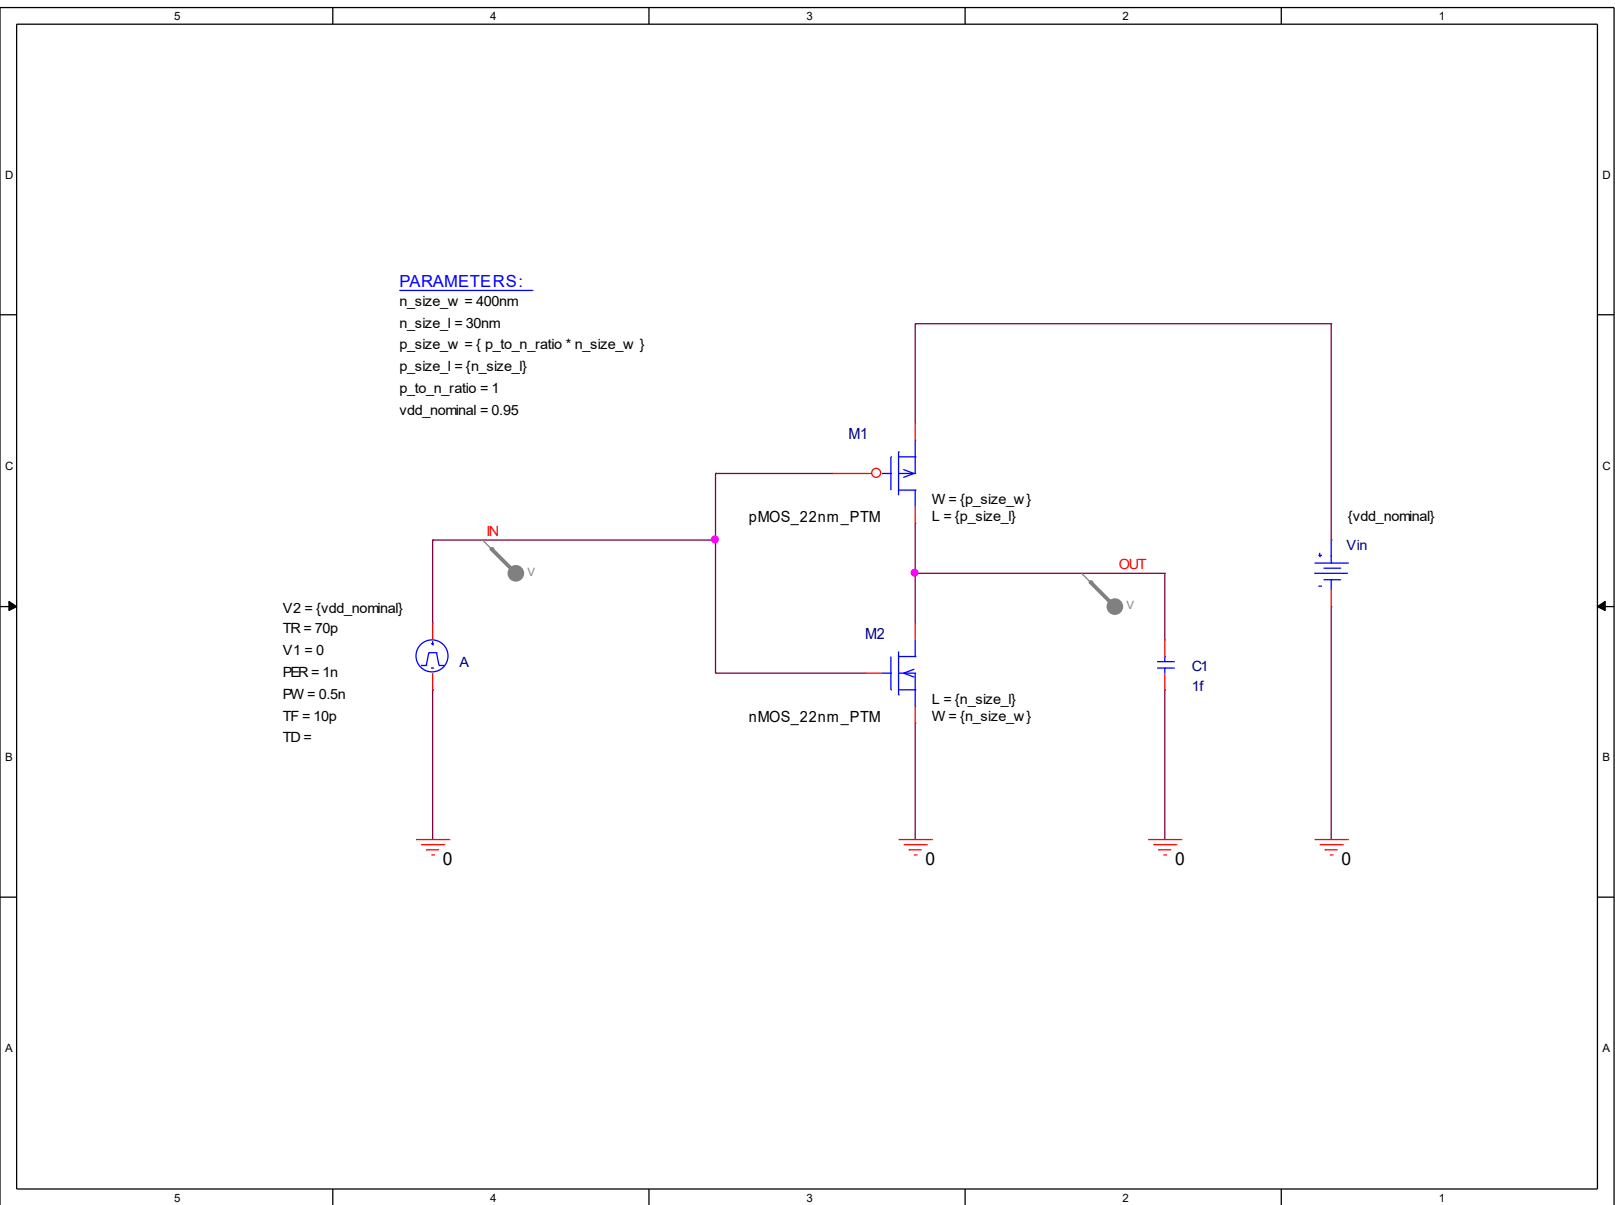 5 4 3 2 1
D D
PARAMETERS:
n_size_w = 400nm
n_size_l = 30nm
p_size_w = { p_to_n_ratio * n_size_w }
p_size_l = {n_size_l}
p_to_n_ratio = 1
vdd_nominal = 0.95
M1
C C
W = {p_size_w}
L = {p_size_l}
pMOS_22nm_PTM
{vdd_nominal}
Vin
+
-
IN
V
OUT
V
V2 = {vdd_nominal}
TR = 70p
V1 = 0
PER = 1n
PW = 0.5n
TF = 10p
TD =
A
M2
C1
1f
L = {n_size_l}
W = {n_size_w}
nMOS_22nm_PTM
B B
0 0 0 0
A A
5 4 3 2 1